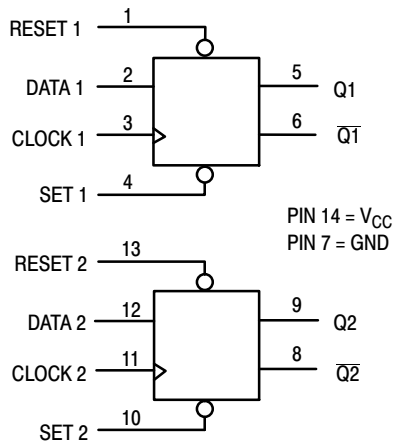 RESET 1 1
DATA 1 2 5 Q1
CLOCK 1 3 6 Q1̅
SET 1 4
PIN 14 = VCC
PIN 7 = GND
RESET 2 13
DATA 2 12 9 Q2
CLOCK 2 11 8 Q2̅
SET 2 10